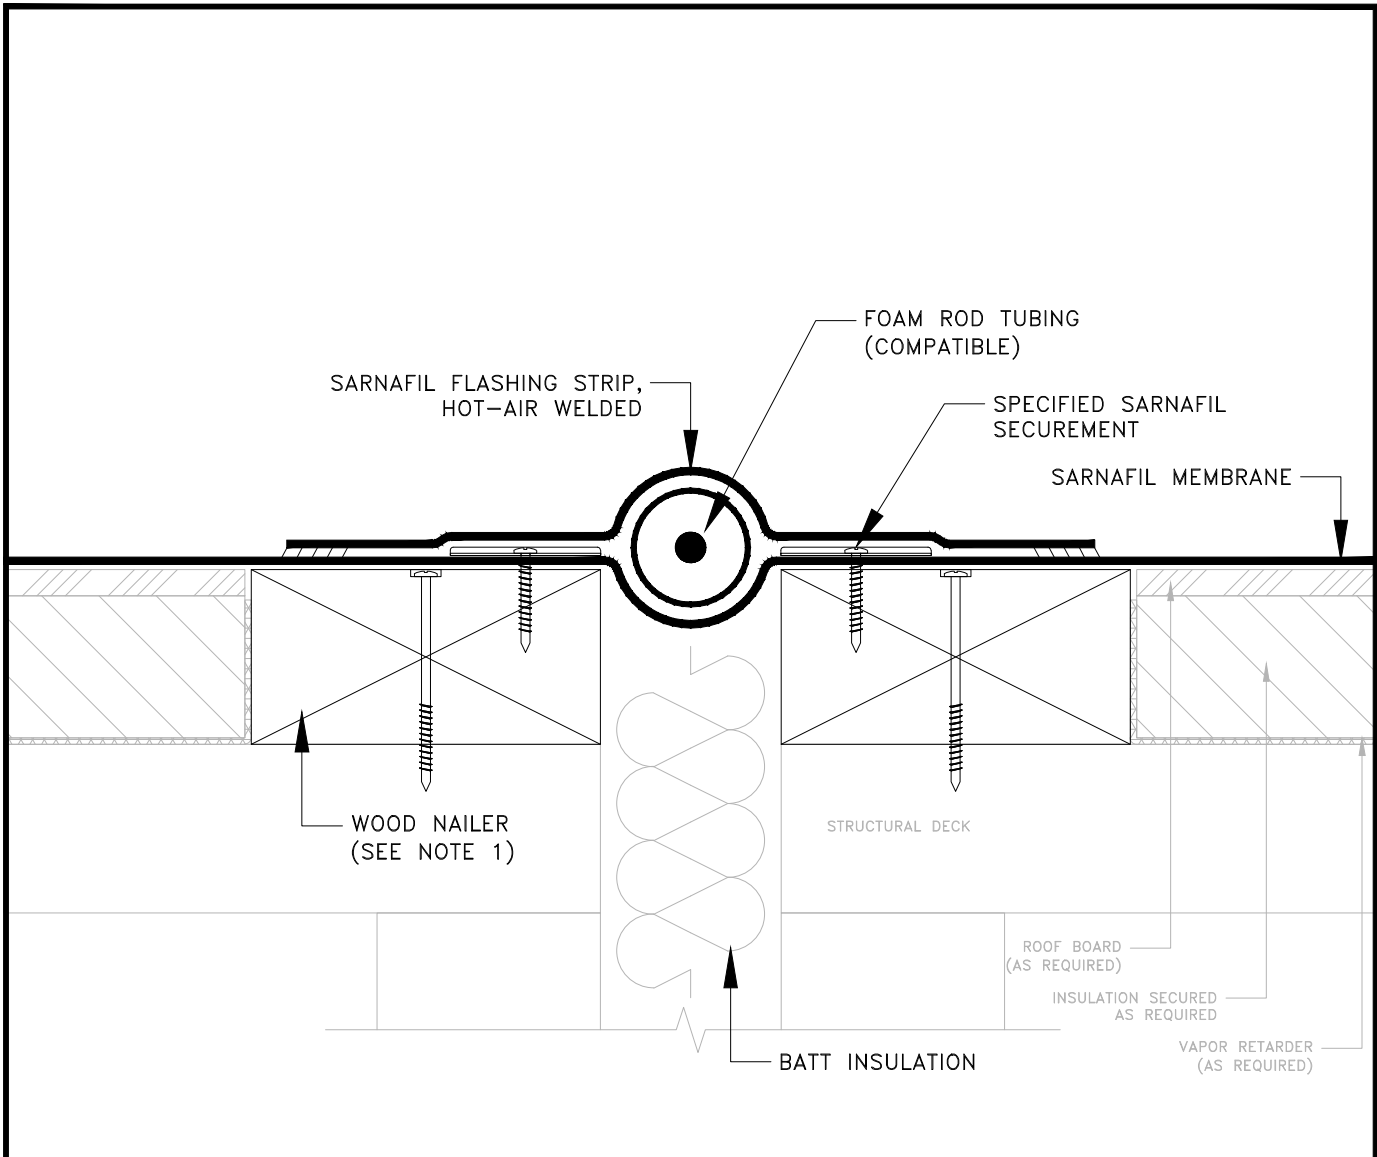 FOAM ROD TUBING
(COMPATIBLE)
SARNAFIL FLASHING STRIP,
HOT-AIR WELDED
SPECIFIED SARNAFIL
SECUREMENT
SARNAFIL MEMBRANE
WOOD NAILER
(SEE NOTE 1)
STRUCTURAL DECK
ROOF BOARD
(AS REQUIRED)
INSULATION SECURED
AS REQUIRED
VAPOR RETARDER
(AS REQUIRED)
BATT INSULATION